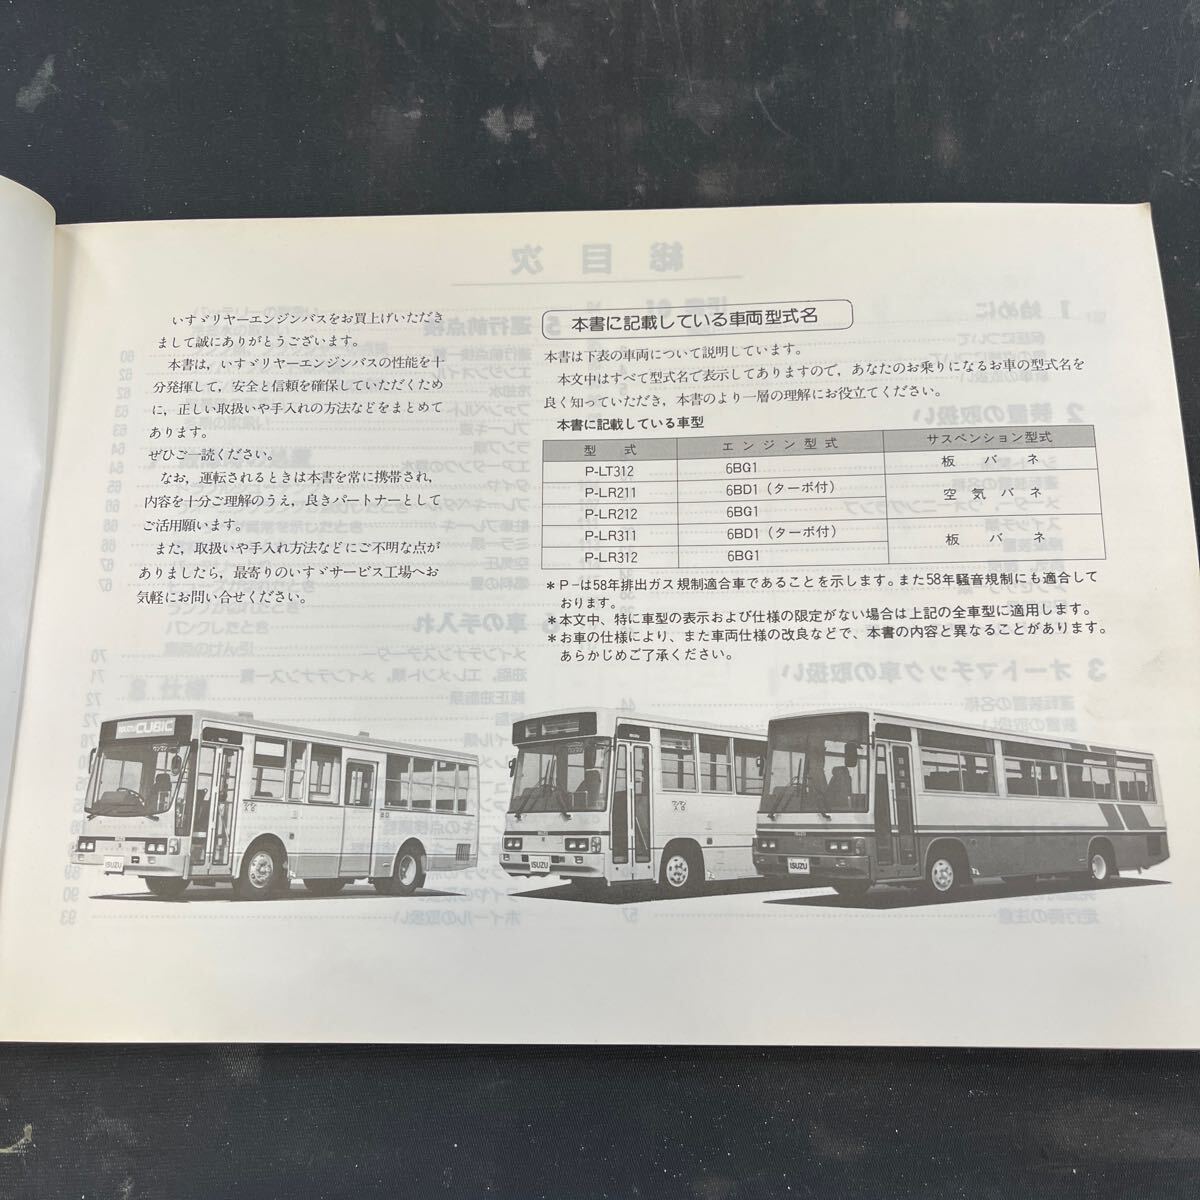 いすゞリヤーエンジンバスをお買上げいただき
まして誠にありがとうございます。
本書は，いすゞリヤーエンジンバスの性能を十
分発揮して，安全と信頼を確保していただくため
に，正しい取扱いや手入れの方法などをまとめて
あります。
ぜひご一読ください。
なお，運転されるときは本書を常に携帯され，
内容を十分ご理解のうえ，良きパートナーとして
ご活用願います。
また，取扱いや手入れ方法などにご不明な点が
ありましたら，最寄りのいすゞサービス工場へお
気軽にお問い合せください。
本書に記載している車両型式名
本書は下表の車両について説明しています。
本文中はすべて型式名で表示してありますので，あなたのお乗りになるお車の型式名を
良く知っていただき，本書のより一層の理解にお役立てください。
本書に記載している車型
型 式 エンジン型式 サスペンション型式
P-LT312 6BG1 板バネ
P-LR211 6BD1（ターボ付） 空気バネ
P-LR212 6BG1
P-LR311 6BD1（ターボ付） 板バネ
P-LR312 6BG1
＊P－は58年排出ガス規制適合車であることを示します。また58年騒音規制にも適合して
おります。
＊本文中、特に車型の表示および仕様の限定がない場合は上記の全車型に適用します。
＊お車の仕様により、また車両仕様の改良などで、本書の内容と異なることがあります。
あらかじめご了承ください。
ISUZU CUBIC
ISUZU
ワンマン
ISUZU
ISUZU